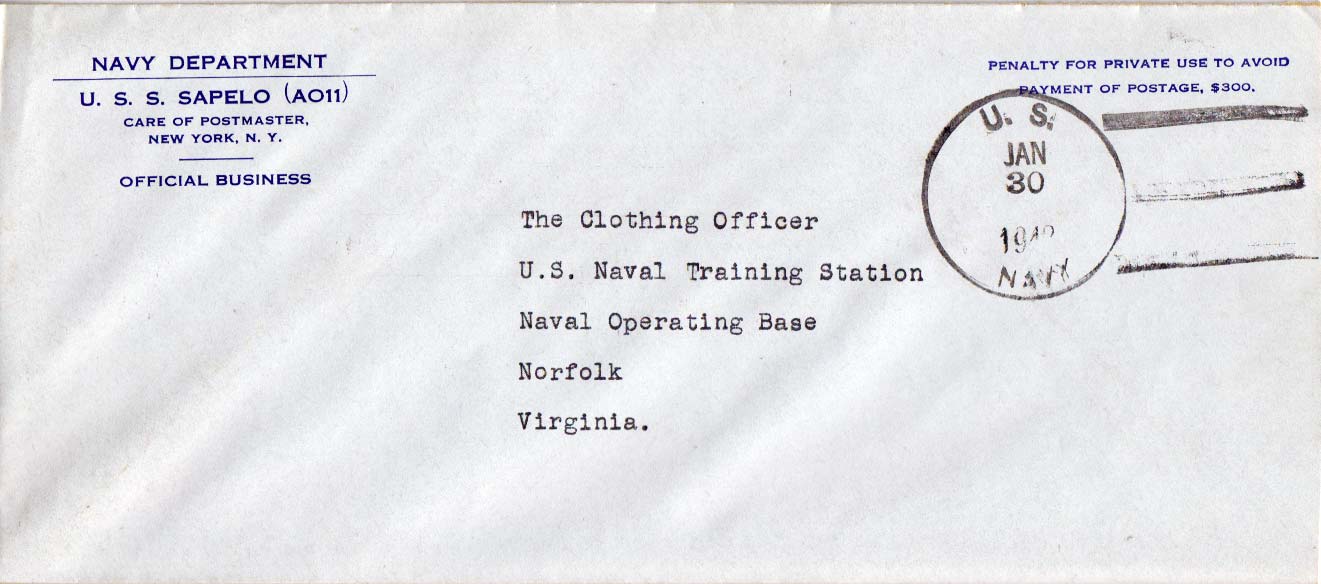 NAVY DEPARTMENT
U. S. S. SAPELO (AO11)
CARE OF POSTMASTER,
NEW YORK, N. Y.
OFFICIAL BUSINESS
PENALTY FOR PRIVATE USE TO AVOID
PAYMENT OF POSTAGE, $300.
U. S.
JAN
30
NAVY
The Clothing Officer
U.S. Naval Training Station
Naval Operating Base
Norfolk
Virginia.